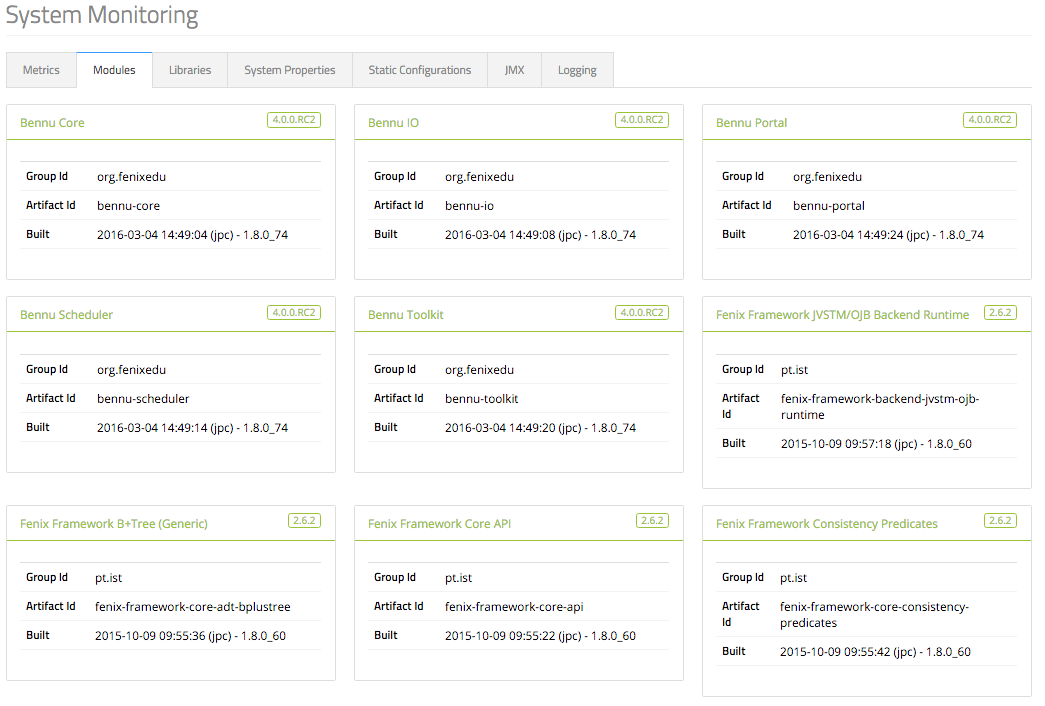 System Monitoring
Metrics Modules Libraries System Properties Static Configurations JMX Logging
Bennu Core 4.0.0.RC2
Group Id org.fenixedu
Artifact Id bennu-core
Built 2016-03-04 14:49:04 (jpc) - 1.8.0_74
Bennu IO 4.0.0.RC2
Group Id org.fenixedu
Artifact Id bennu-io
Built 2016-03-04 14:49:08 (jpc) - 1.8.0_74
Bennu Portal 4.0.0.RC2
Group Id org.fenixedu
Artifact Id bennu-portal
Built 2016-03-04 14:49:24 (jpc) - 1.8.0_74
Bennu Scheduler 4.0.0.RC2
Group Id org.fenixedu
Artifact Id bennu-scheduler
Built 2016-03-04 14:49:14 (jpc) - 1.8.0_74
Bennu Toolkit 4.0.0.RC2
Group Id org.fenixedu
Artifact Id bennu-toolkit
Built 2016-03-04 14:49:20 (jpc) - 1.8.0_74
Fenix Framework JVSTM/OJB Backend Runtime 2.6.2
Group Id pt.ist
Artifact fenix-framework-backend-jvstm-ojb-
Id runtime
Built 2015-10-09 09:57:18 (jpc) - 1.8.0_60
Fenix Framework B+Tree (Generic) 2.6.2
Group Id pt.ist
Artifact Id fenix-framework-core-adt-bplustree
Built 2015-10-09 09:55:36 (jpc) - 1.8.0_60
Fenix Framework Core API 2.6.2
Group Id pt.ist
Artifact Id fenix-framework-core-api
Built 2015-10-09 09:55:22 (jpc) - 1.8.0_60
Fenix Framework Consistency Predicates 2.6.2
Group Id pt.ist
Artifact fenix-framework-core-consistency-
Id predicates
Built 2015-10-09 09:55:42 (jpc) - 1.8.0_60